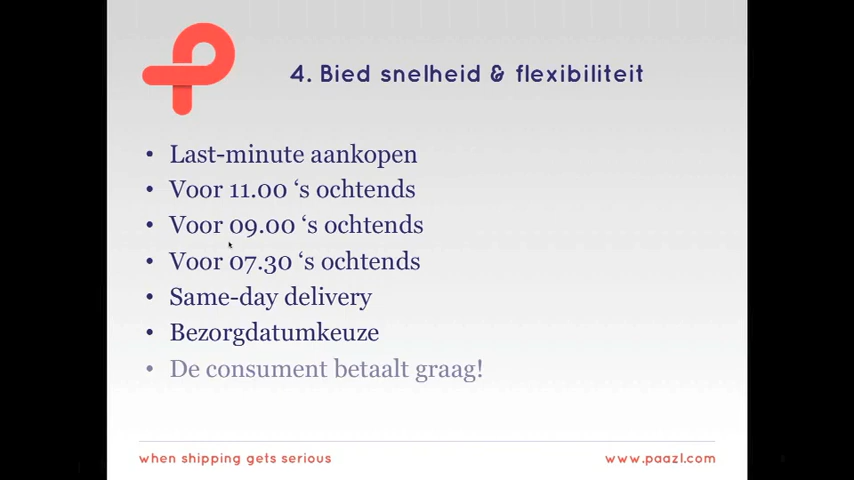 4. Bied snelheid & flexibiliteit
• Last-minute aankopen
• Voor 11.00 ‘s ochtends
• Voor 09.00 ‘s ochtends
• Voor 07.30 ‘s ochtends
• Same-day delivery
• Bezorgdatumkeuze
• De consument betaalt graag!
when shipping gets serious
www.paazl.com